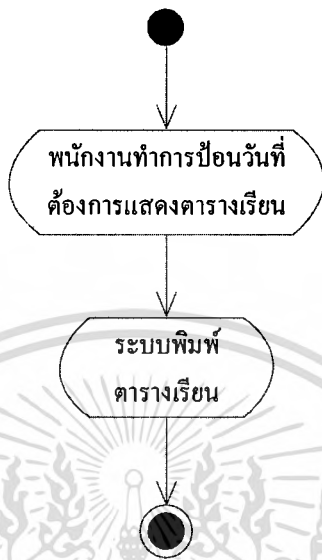 พนักงานทำการป้อนวันที่
ต้องการแสดงตารางเรียน
ระบบพิมพ์
ตารางเรียน